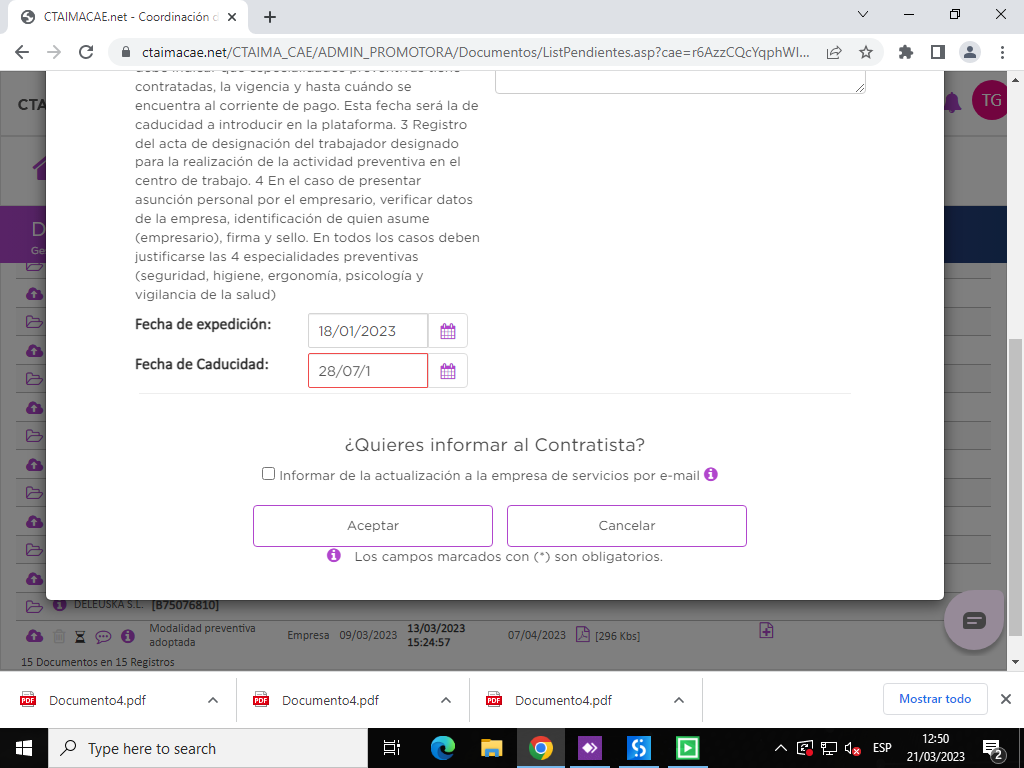 CTAIMACAE.net - Coordinación d
ctaimacae.net/CTAIMA_CAE/ADMIN_PROMOTORA/Documentos/ListPendientes.asp?cae=r6AzzCQcYqphWI...
CTA
TG
D
Ge
debe indicar que especialidades preventivas tiene
contratadas, la vigencia y hasta cuándo se
encuentra al corriente de pago. Esta fecha será la de
caducidad a introducir en la plataforma. 3 Registro
del acta de designación del trabajador designado
para la realización de la actividad preventiva en el
centro de trabajo. 4 En el caso de presentar
asunción personal por el empresario, verificar datos
de la empresa, identificación de quien asume
(empresario), firma y sello. En todos los casos deben
justificarse las 4 especialidades preventivas
(seguridad, higiene, ergonomía, psicología y
vigilancia de la salud)
Fecha de expedición:
18/01/2023
Fecha de Caducidad:
28/07/1
¿Quieres informar al Contratista?
Informar de la actualización a la empresa de servicios por e-mail
Aceptar
Cancelar
Los campos marcados con (*) son obligatorios.
DELEUSKA S.L. [B75076810]
Modalidad preventiva
adoptada
Empresa
09/03/2023
13/03/2023
15:24:57
07/04/2023
[296 Kbs]
15 Documentos en 15 Registros
Documento4.pdf
Documento4.pdf
Documento4.pdf
Mostrar todo
Type here to search
ESP
12:50
21/03/2023
2